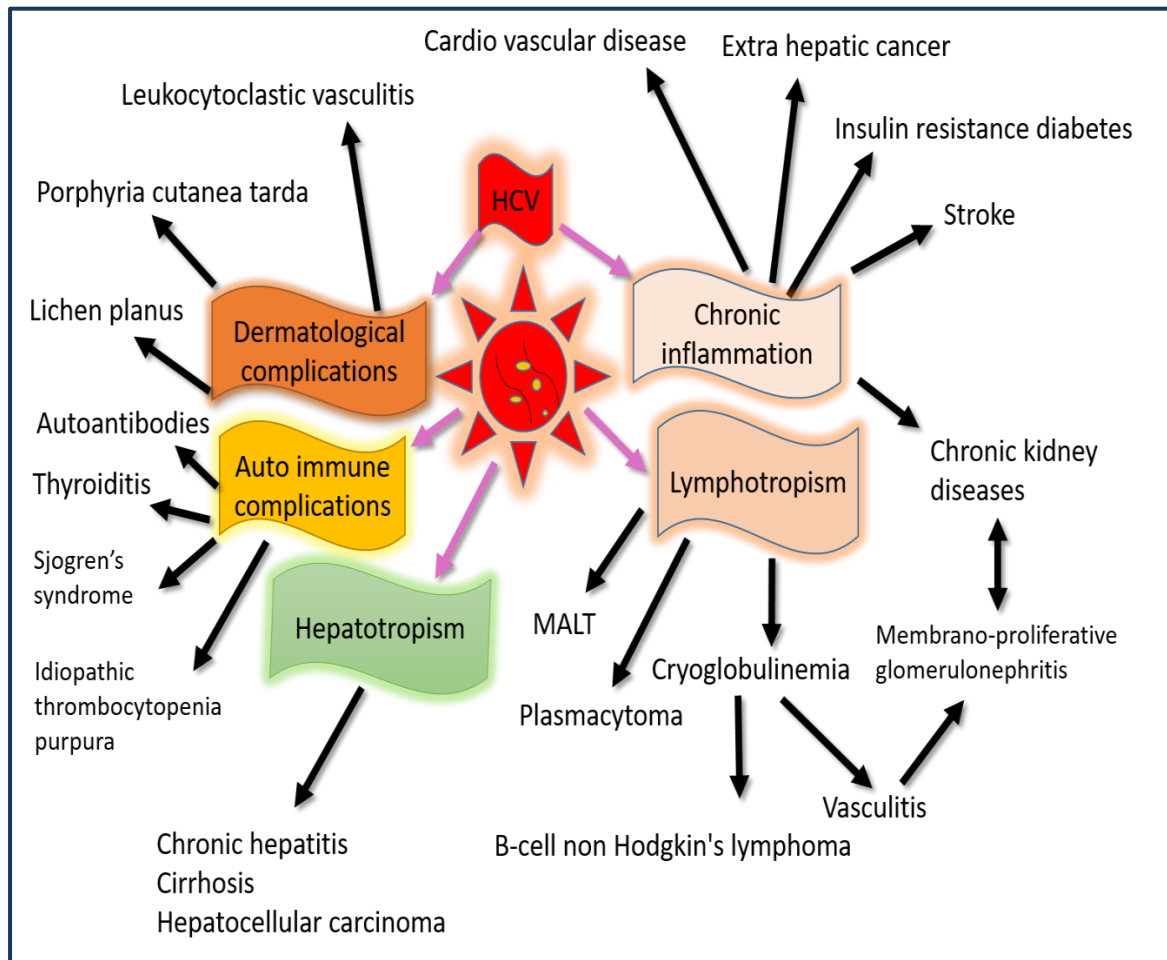 Cardio vascular disease
Extra hepatic cancer
Leukocytoclastic vasculitis
Insulin resistance diabetes
Porphyria cutanea tarda
HCV
Stroke
Lichen planus
Dermatological
complications
Chronic
inflammation
Autoantibodies
Thyroiditis
Auto immune
complications
Lymphotropism
Chronic kidney
diseases
Sjogren's
syndrome
Hepatotropism
MALT
Membrano-proliferative
glomerulonephritis
Idiopathic
thrombocytopenia
purpura
Cryoglobulinemia
Plasmacytoma
Vasculitis
Chronic hepatitis
Cirrhosis
Hepatocellular carcinoma
B-cell non Hodgkin's lymphoma